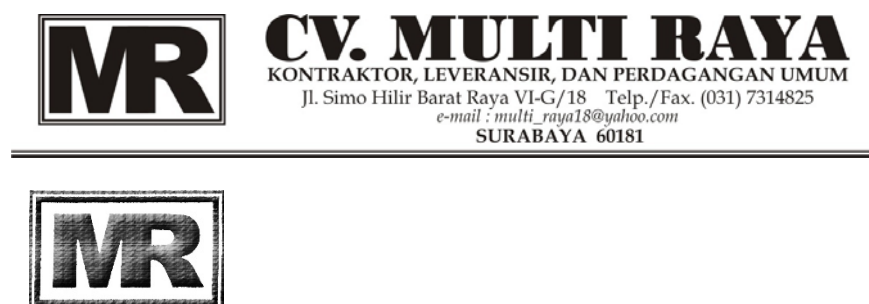 MR
CV. MULTI RAYA
KONTRAKTOR, LEVERANSIR, DAN PERDAGANGAN UMUM
Jl. Simo Hilir Barat Raya VI-G/18 Telp./Fax. (031) 7314825
e-mail : multi_raya18@yahoo.com
SURABAYA 60181
MR